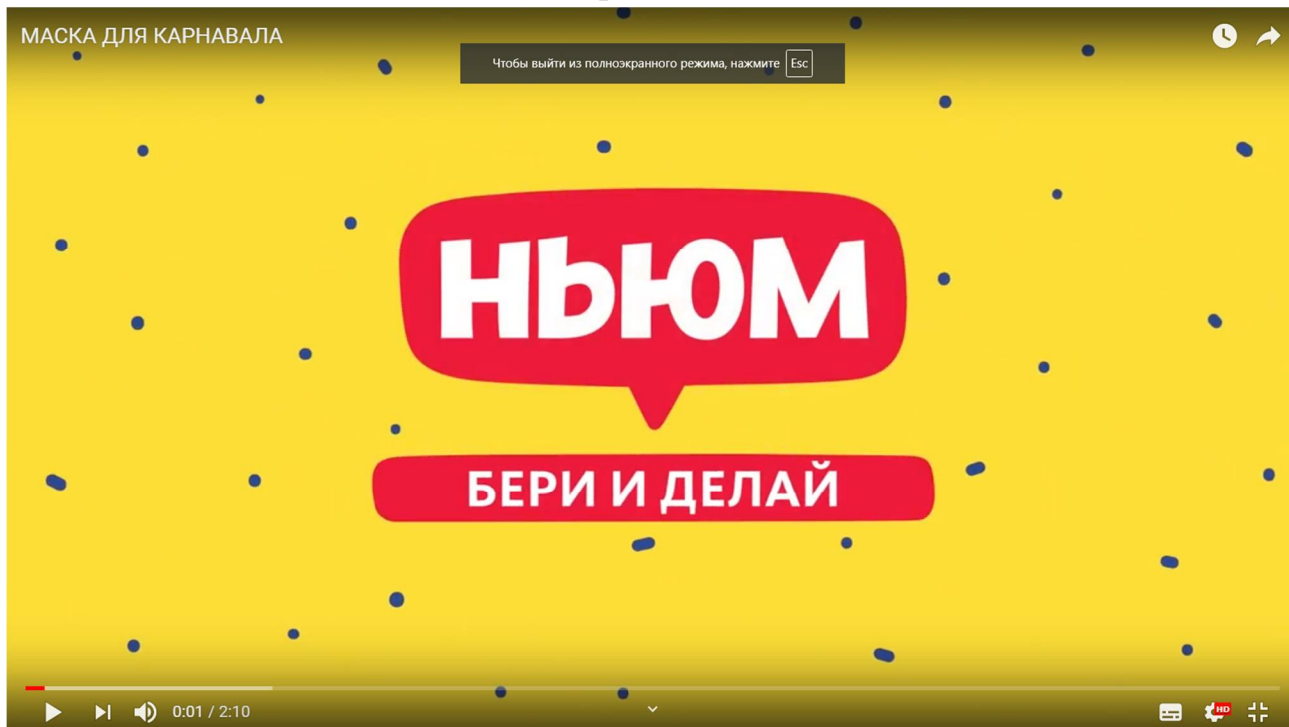 МАСКА ДЛЯ КАРНАВАЛА
Чтобы выйти из полноэкранного режима, нажмите Esc
НЬЮМ
БЕРИ И ДЕЛАЙ
0:01 / 2:10
HD